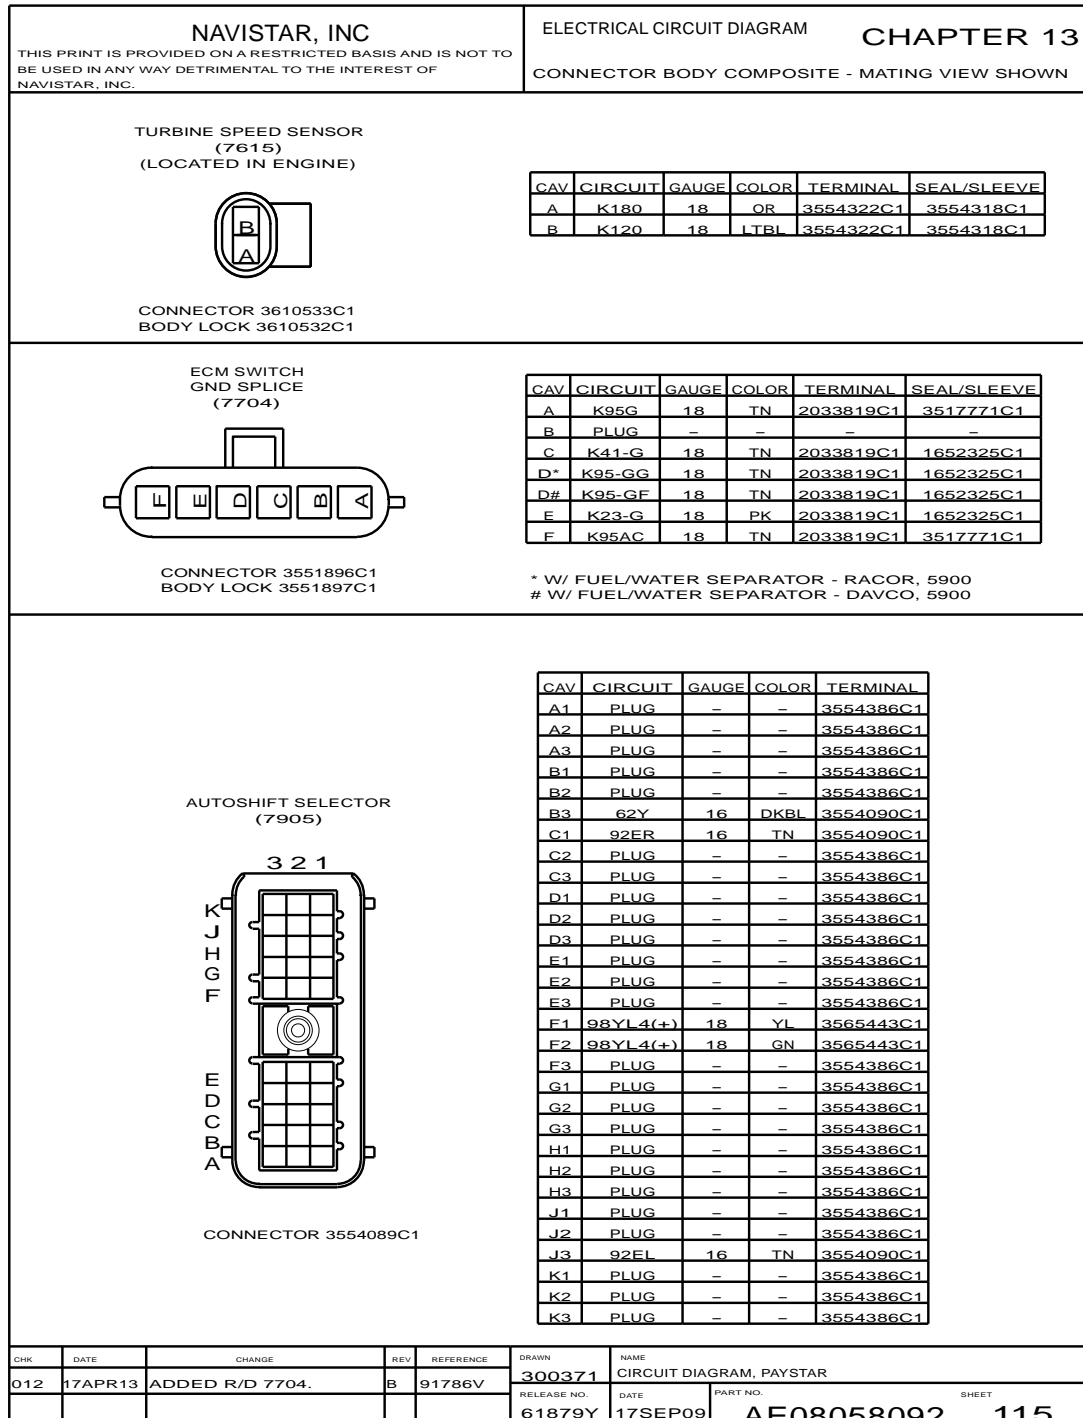 NAVISTAR, INC
THIS PRINT IS PROVIDED ON A RESTRICTED BASIS AND IS NOT TO
BE USED IN ANY WAY DETRIMENTAL TO THE INTEREST OF
NAVISTAR, INC.
ELECTRICAL CIRCUIT DIAGRAM
CHAPTER 13
CONNECTOR BODY COMPOSITE - MATING VIEW SHOWN
TURBINE SPEED SENSOR
(7615)
(LOCATED IN ENGINE)
B
A
CONNECTOR 3610533C1
BODY LOCK 3610532C1
CAV CIRCUIT GAUGE COLOR TERMINAL SEAL/SLEEVE
A K180 18 OR 3554322C1 3554318C1
B K120 18 LTBL 3554322C1 3554318C1
ECM SWITCH
GND SPLICE
(7704)
F E D C B A
CONNECTOR 3551896C1
BODY LOCK 3551897C1
CAV CIRCUIT GAUGE COLOR TERMINAL SEAL/SLEEVE
A K95G 18 TN 2033819C1 3517771C1
B PLUG – – – –
C K41-G 18 TN 2033819C1 1652325C1
D* K95-GG 18 TN 2033819C1 1652325C1
D# K95-GF 18 TN 2033819C1 1652325C1
E K23-G 18 PK 2033819C1 1652325C1
F K95AC 18 TN 2033819C1 3517771C1
* W/ FUEL/WATER SEPARATOR - RACOR, 5900
# W/ FUEL/WATER SEPARATOR - DAVCO, 5900
AUTOSHIFT SELECTOR
(7905)
3 2 1
K
J
H
G
F
E
D
C
B
A
CONNECTOR 3554089C1
CAV CIRCUIT GAUGE COLOR TERMINAL
A1 PLUG – – 3554386C1
A2 PLUG – – 3554386C1
A3 PLUG – – 3554386C1
B1 PLUG – – 3554386C1
B2 PLUG – – 3554386C1
B3 62Y 16 DKBL 3554090C1
C1 92ER 16 TN 3554090C1
C2 PLUG – – 3554386C1
C3 PLUG – – 3554386C1
D1 PLUG – – 3554386C1
D2 PLUG – – 3554386C1
D3 PLUG – – 3554386C1
E1 PLUG – – 3554386C1
E2 PLUG – – 3554386C1
E3 PLUG – – 3554386C1
F1 98YL4(+) 18 YL 3565443C1
F2 98YL4(+) 18 GN 3565443C1
F3 PLUG – – 3554386C1
G1 PLUG – – 3554386C1
G2 PLUG – – 3554386C1
G3 PLUG – – 3554386C1
H1 PLUG – – 3554386C1
H2 PLUG – – 3554386C1
H3 PLUG – – 3554386C1
J1 PLUG – – 3554386C1
J2 PLUG – – 3554386C1
J3 92EL 16 TN 3554090C1
K1 PLUG – – 3554386C1
K2 PLUG – – 3554386C1
K3 PLUG – – 3554386C1
CHK DATE CHANGE REV REFERENCE
012 17APR13 ADDED R/D 7704. B 91786V
DRAWN
300371
NAME
CIRCUIT DIAGRAM, PAYSTAR
RELEASE NO.
61879Y
DATE
17SEP09
PART NO.
AE08058092
SHEET
115